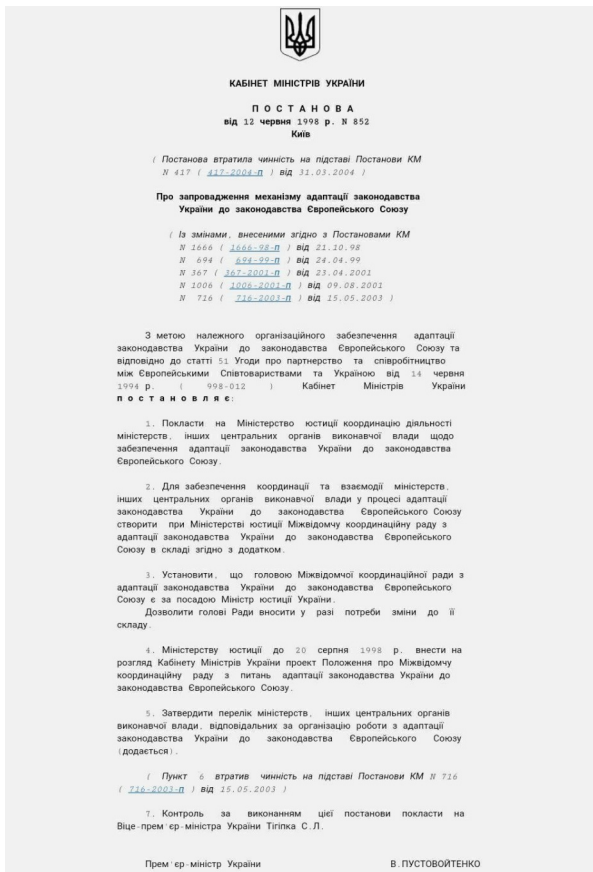 КАБІНЕТ МІНІСТРІВ УКРАЇНИ
П О С Т А Н О В А
від 12 червня 1998 р. N 852
Київ
( Постанова втратила чинність на підставі Постанови КМ
N 417 ( 417-2004-п ) від 31.03.2004 )
Про запровадження механізму адаптації законодавства
України до законодавства Європейського Союзу
( Із змінами, внесеними згідно з Постановами КМ
N 1666 ( 1666-98-п ) від 21.10.98
N 694 ( 694-99-п ) від 24.04.99
N 367 ( 367-2001-п ) від 23.04.2001
N 1006 ( 1006-2001-п ) від 09.08.2001
N 716 ( 716-2003-п ) від 15.05.2003 )
З метою належного організаційного забезпечення адаптації
законодавства України до законодавства Європейського Союзу та
відповідно до статті 51 Угоди про партнерство та співробітництво
між Європейськими Співтовариствами та Україною від 14 червня
1994 р. ( 998-012 ) Кабінет Міністрів України
п о с т а н о в л я є:
1. Покласти на Міністерство юстиції координацію діяльності
міністерств, інших центральних органів виконавчої влади щодо
забезпечення адаптації законодавства України до законодавства
Європейського Союзу.
2. Для забезпечення координації та взаємодії міністерств,
інших центральних органів виконавчої влади у процесі адаптації
законодавства України до законодавства Європейського Союзу
створити при Міністерстві юстиції Міжвідомчу координаційну раду з
адаптації законодавства України до законодавства Європейського
Союзу в складі згідно з додатком.
3. Установити, що головою Міжвідомчої координаційної ради з
адаптації законодавства України до законодавства Європейського
Союзу є за посадою Міністр юстиції України.
Дозволити голові Ради вносити у разі потреби зміни до її
складу.
4. Міністерству юстиції до 20 серпня 1998 р. внести на
розгляд Кабінету Міністрів України проект Положення про Міжвідомчу
координаційну раду з питань адаптації законодавства України до
законодавства Європейського Союзу.
5. Затвердити перелік міністерств, інших центральних органів
виконавчої влади, відповідальних за організацію роботи з адаптації
законодавства України до законодавства Європейського Союзу
(додається).
( Пункт 6 втратив чинність на підставі Постанови КМ N 716
( 716-2003-п ) від 15.05.2003 )
7. Контроль за виконанням цієї постанови покласти на
Віце-прем'єр-міністра України Тігіпка С.Л.
Прем'єр-міністр України В.ПУСТОВОЙТЕНКО